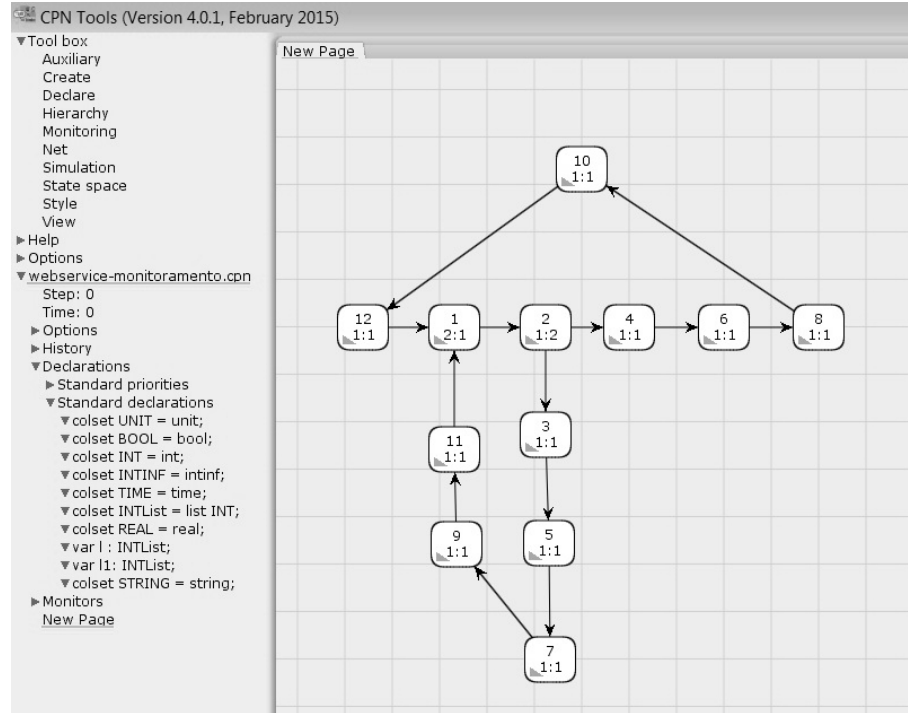 CPN Tools (Version 4.0.1, February 2015)
Tool box
Auxiliary
Create
Declare
Hierarchy
Monitoring
Net
Simulation
State space
Style
View
Help
Options
webservice-monitoramento.cpn
Step: 0
Time: 0
Options
History
Declarations
Standard priorities
Standard declarations
colset UNIT = unit;
colset BOOL = bool;
colset INT = int;
colset INTINF = intinf;
colset TIME = time;
colset INTList = list INT;
colset REAL = real;
var l : INTList;
var l1: INTList;
colset STRING = string;
Monitors
New Page
New Page
10
1:1
12
1:1
1
2:1
2
1:2
4
1:1
6
1:1
8
1:1
11
1:1
3
1:1
9
1:1
5
1:1
7
1:1